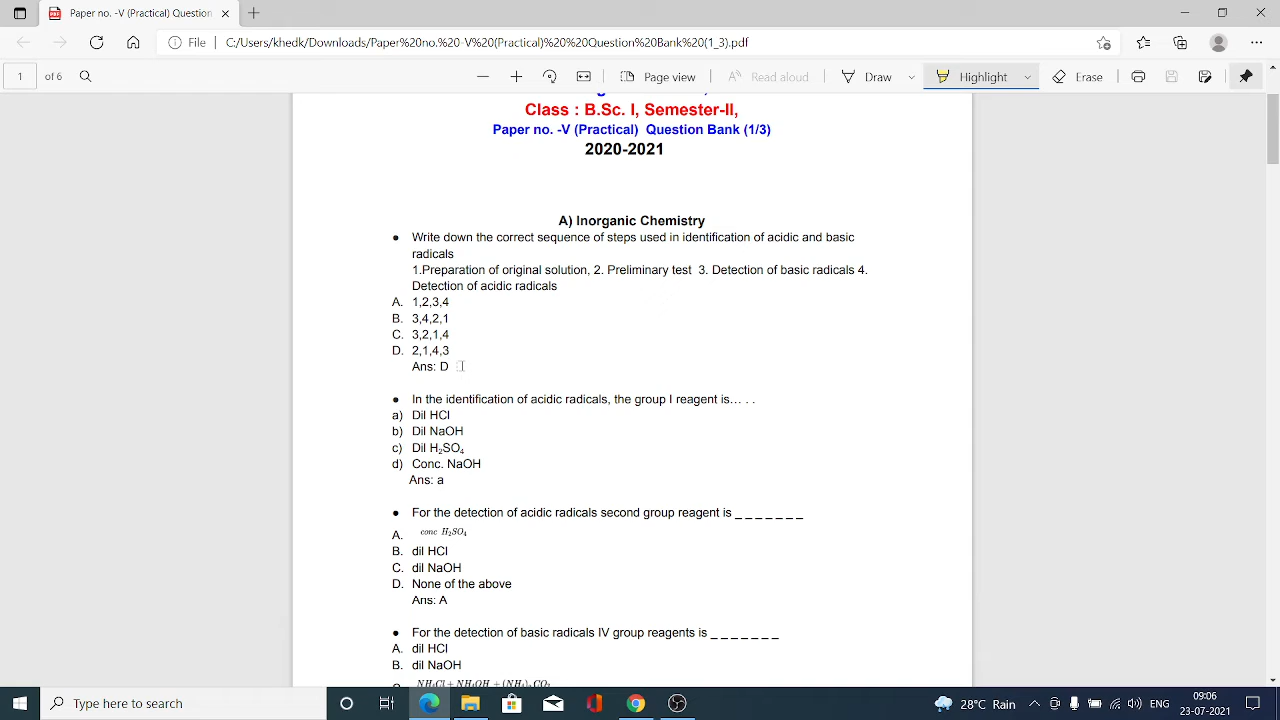 Paper no. -V (Practical) Question
File
C:/Users/khedk/Downloads/Paper%20no.%20-V%20(Practical)%20%20Question%20Bank%20(1_3).pdf
1 of 6
Page view
Read aloud
Draw
Highlight
Erase
Class : B.Sc. I, Semester-II,
Paper no. -V (Practical) Question Bank (1/3)
2020-2021
A) Inorganic Chemistry
● Write down the correct sequence of steps used in identification of acidic and basic
radicals
1.Preparation of original solution, 2. Preliminary test 3. Detection of basic radicals 4.
Detection of acidic radicals
A. 1,2,3,4
B. 3,4,2,1
C. 3,2,1,4
D. 2,1,4,3
Ans: D
● In the identification of acidic radicals, the group I reagent is… . .
a) Dil HCl
b) Dil NaOH
c) Dil H₂SO₄
d) Conc. NaOH
Ans: a
● For the detection of acidic radicals second group reagent is _ _ _ _ _ _ _
A. conc H₂SO₄
B. dil HCl
C. dil NaOH
D. None of the above
Ans: A
● For the detection of basic radicals IV group reagents is _ _ _ _ _ _ _
A. dil HCl
B. dil NaOH
NH₄Cl + NH₄OH + (NH₄)₂CO₃
Type here to search
28°C Rain
ENG
09:06
23-07-2021